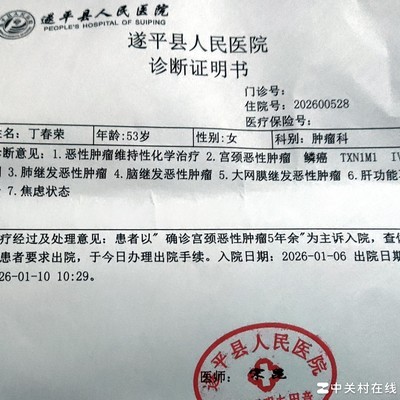 遂平县人民医院
PEOPLE'S HOSPITAL OF SUIPING
遂平县人民医院
诊断证明书
门诊号：
住院号：202600528
医疗保险号：
姓名：丁春荣 年龄：53岁 性别：女 科别：肿瘤科
诊断意见：1.恶性肿瘤维持性化学治疗 2.宫颈恶性肿瘤 鳞癌 TXN1M1 IV
期 3.肺继发恶性肿瘤 4.脑继发恶性肿瘤 5.大网膜继发恶性肿瘤 6.肝功能
7.焦虑状态
疗经过及处理意见：患者以"确诊宫颈恶性肿瘤5年余"为主诉入院，查
患者要求出院，于今日办理出院手续。入院日期：2026-01-06 出院日期
26-01-10 10:29。
遂平县人民医院
医师：
中关村在线